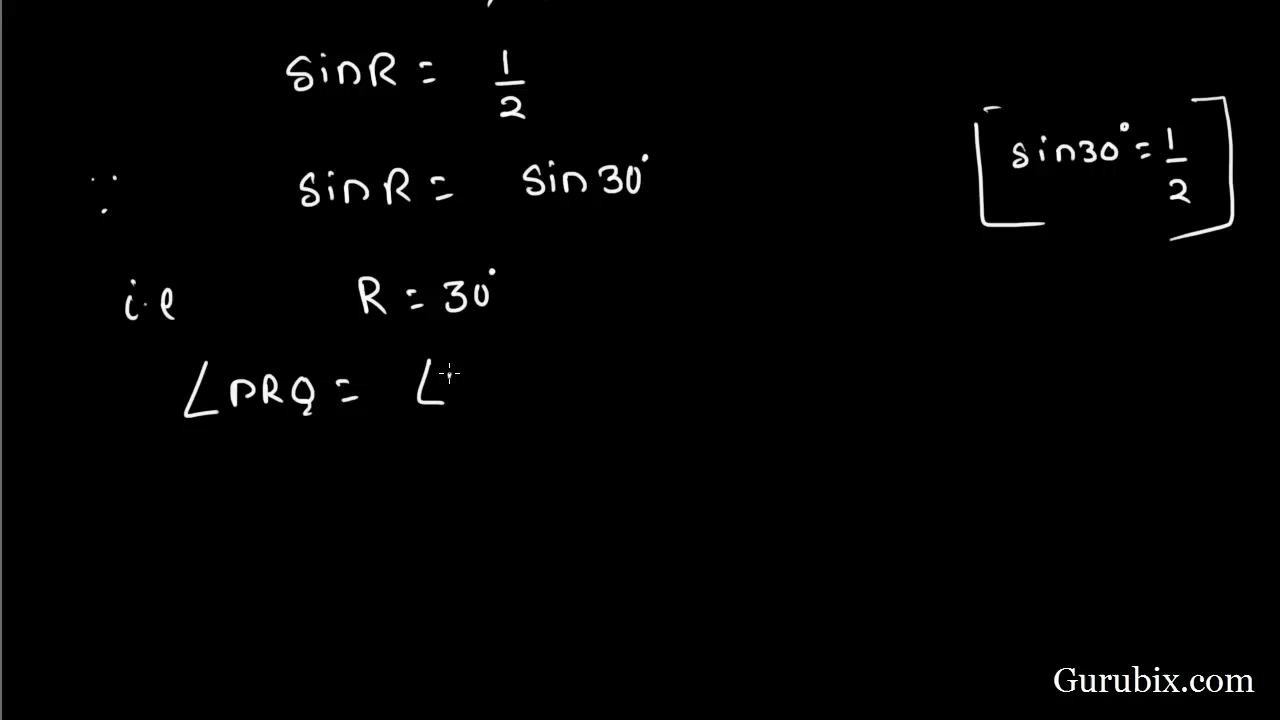 sinR = 1/2
[sin30° = 1/2]
∵ sinR = sin30°
i.e R = 30°
∠PRQ = ∠
Gurubix.com